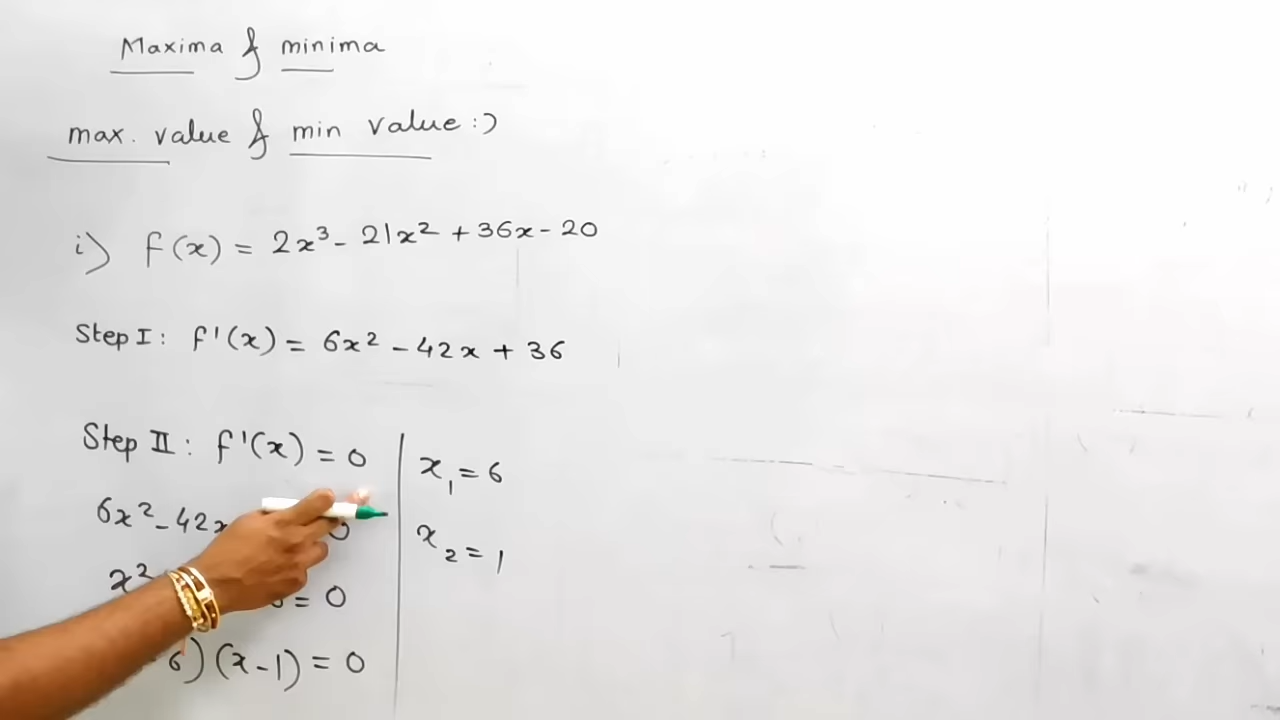 Maxima & minima
max. value & min value :)
i) f(x) = 2x³ - 21x² + 36x - 20
Step I : f'(x) = 6x² - 42x + 36
Step II : f'(x) = 0
6x² - 42x 0
x² = 0
6) (x - 1) = 0
x₁ = 6
x₂ = 1